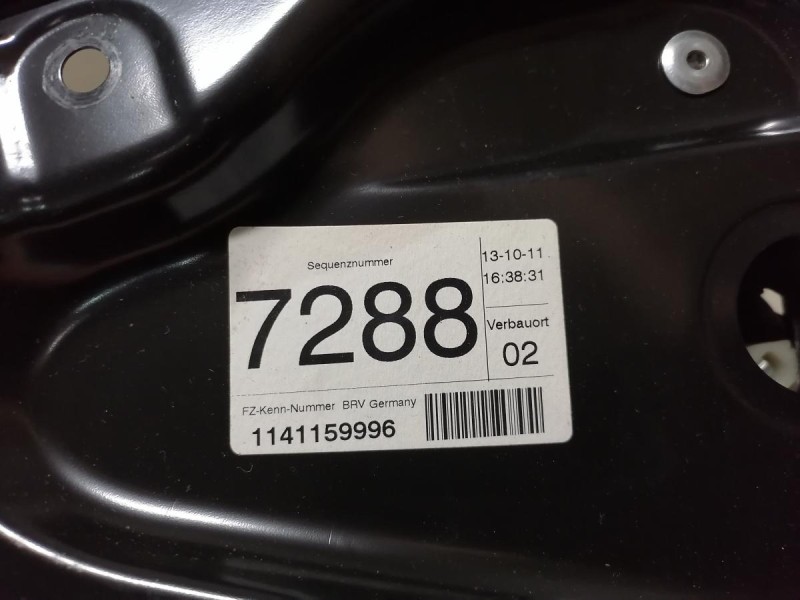 Sequenznummer
7288
13-10-11
16:38:31
Verbauort
02
FZ-Kenn-Nummer BRV Germany
1141159996